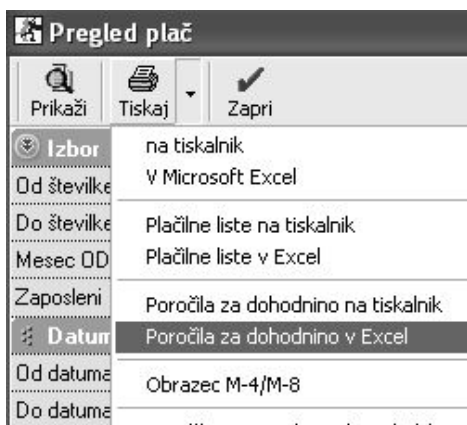 Pregled plač
Prikaži Tiskaj Zapri
Izbor
na tiskalnik
Od številke
V Microsoft Excel
Do številke
Plačilne liste na tiskalnik
Mesec OD
Plačilne liste v Excel
Zaposleni
Poročila za dohodnino na tiskalnik
Datum
Poročila za dohodnino v Excel
Od datuma
Obrazec M-4/M-8
Do datuma